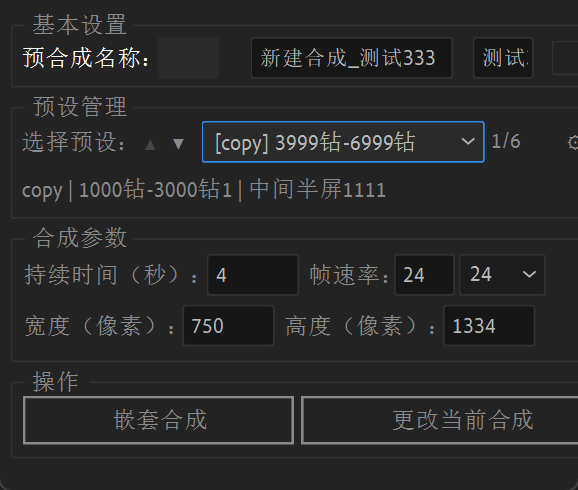 基本设置
预合成名称： 新建合成_测试333 测试
预设管理
选择预设： ▲ ▼ [copy] 3999钻-6999钻 1/6
copy | 1000钻-3000钻1 | 中间半屏1111
合成参数
持续时间（秒）： 4 帧速率： 24 24
宽度（像素）： 750 高度（像素）： 1334
操作
嵌套合成 更改当前合成